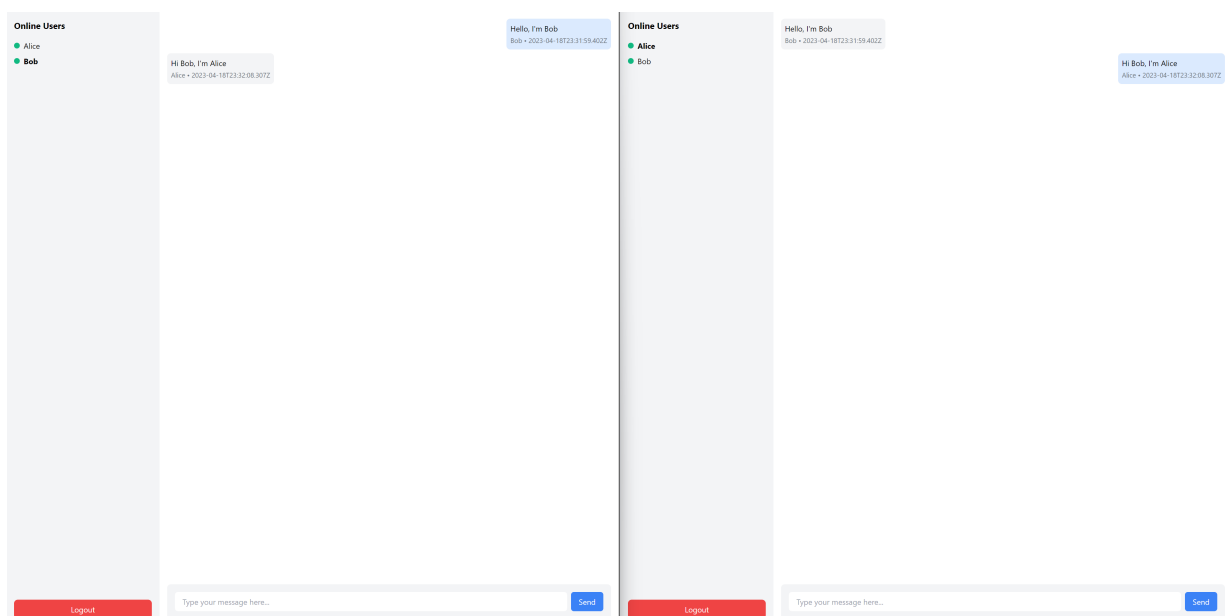 Online Users
Alice
Bob
Hello, I'm Bob
Bob • 2023-04-18T23:31:59.402Z
Hi Bob, I'm Alice
Alice • 2023-04-18T23:32:08.307Z
Type your message here...
Send
Logout
Online Users
Alice
Bob
Hello, I'm Bob
Bob • 2023-04-18T23:31:59.402Z
Hi Bob, I'm Alice
Alice • 2023-04-18T23:32:08.307Z
Type your message here...
Send
Logout